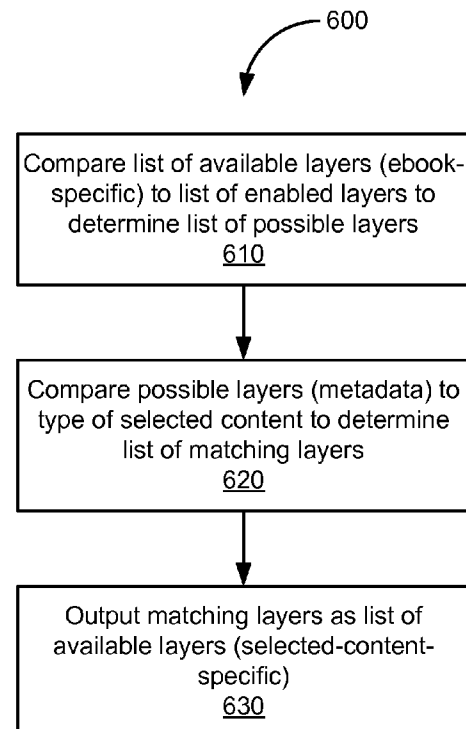 600
Compare list of available layers (ebook-
specific) to list of enabled layers to
determine list of possible layers
610
Compare possible layers (metadata) to
type of selected content to determine
list of matching layers
620
Output matching layers as list of
available layers (selected-content-
specific)
630